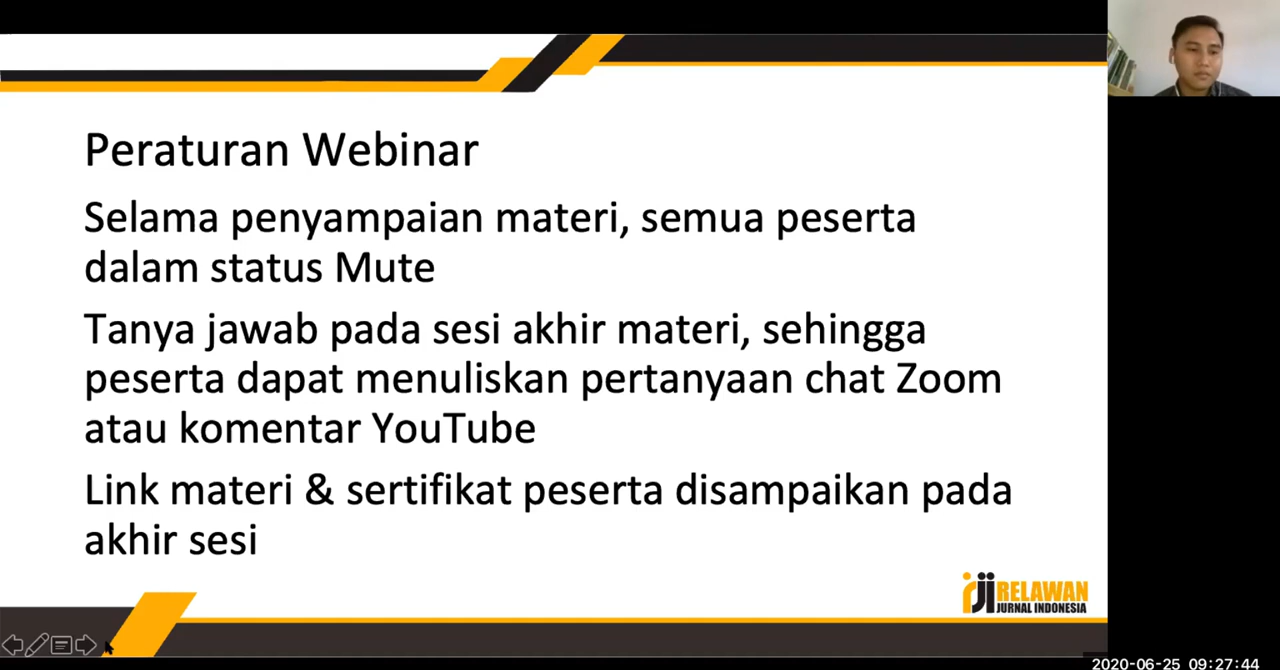 Peraturan Webinar
Selama penyampaian materi, semua peserta
dalam status Mute
Tanya jawab pada sesi akhir materi, sehingga
peserta dapat menuliskan pertanyaan chat Zoom
atau komentar YouTube
Link materi & sertifikat peserta disampaikan pada
akhir sesi
rji RELAWAN
JURNAL INDONESIA
2020-06-25 09:27:44